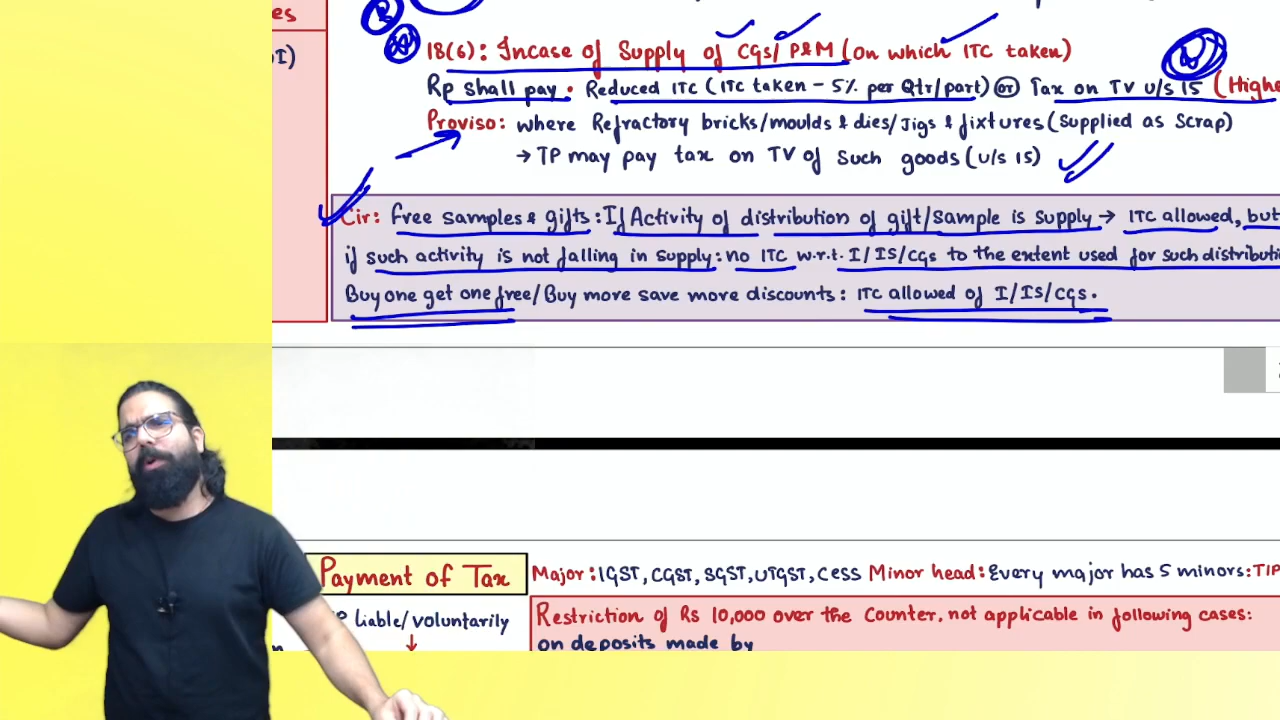 es
I)
18(6): Incase of Supply of CGs/ P&M (on which ITC taken)
Rp shall pay • Reduced ITC (ITC taken - 5% per Qtr/part) or Tax on TV u/s 15 (Highe
Proviso: where Refractory bricks/moulds & dies/Jigs & fixtures (Supplied as Scrap)
→ TP may pay tax on TV of Such goods (u/s 15)
Cir: Free samples & gifts: If Activity of distribution of gift/sample is supply → ITC allowed, but
if such activity is not falling in supply: no ITC w.r.t. I/IS/CGs to the extent used for such distributi
Buy one get one free/Buy more save more discounts: ITC allowed of I/IS/CGs.
Payment of Tax
Major: IGST, CGST, SGST, UTGST, Cess Minor head: Every major has 5 minors: TIP
liable/voluntarily
Restriction of Rs 10,000 over the Counter, not applicable in following cases:
on deposits made by